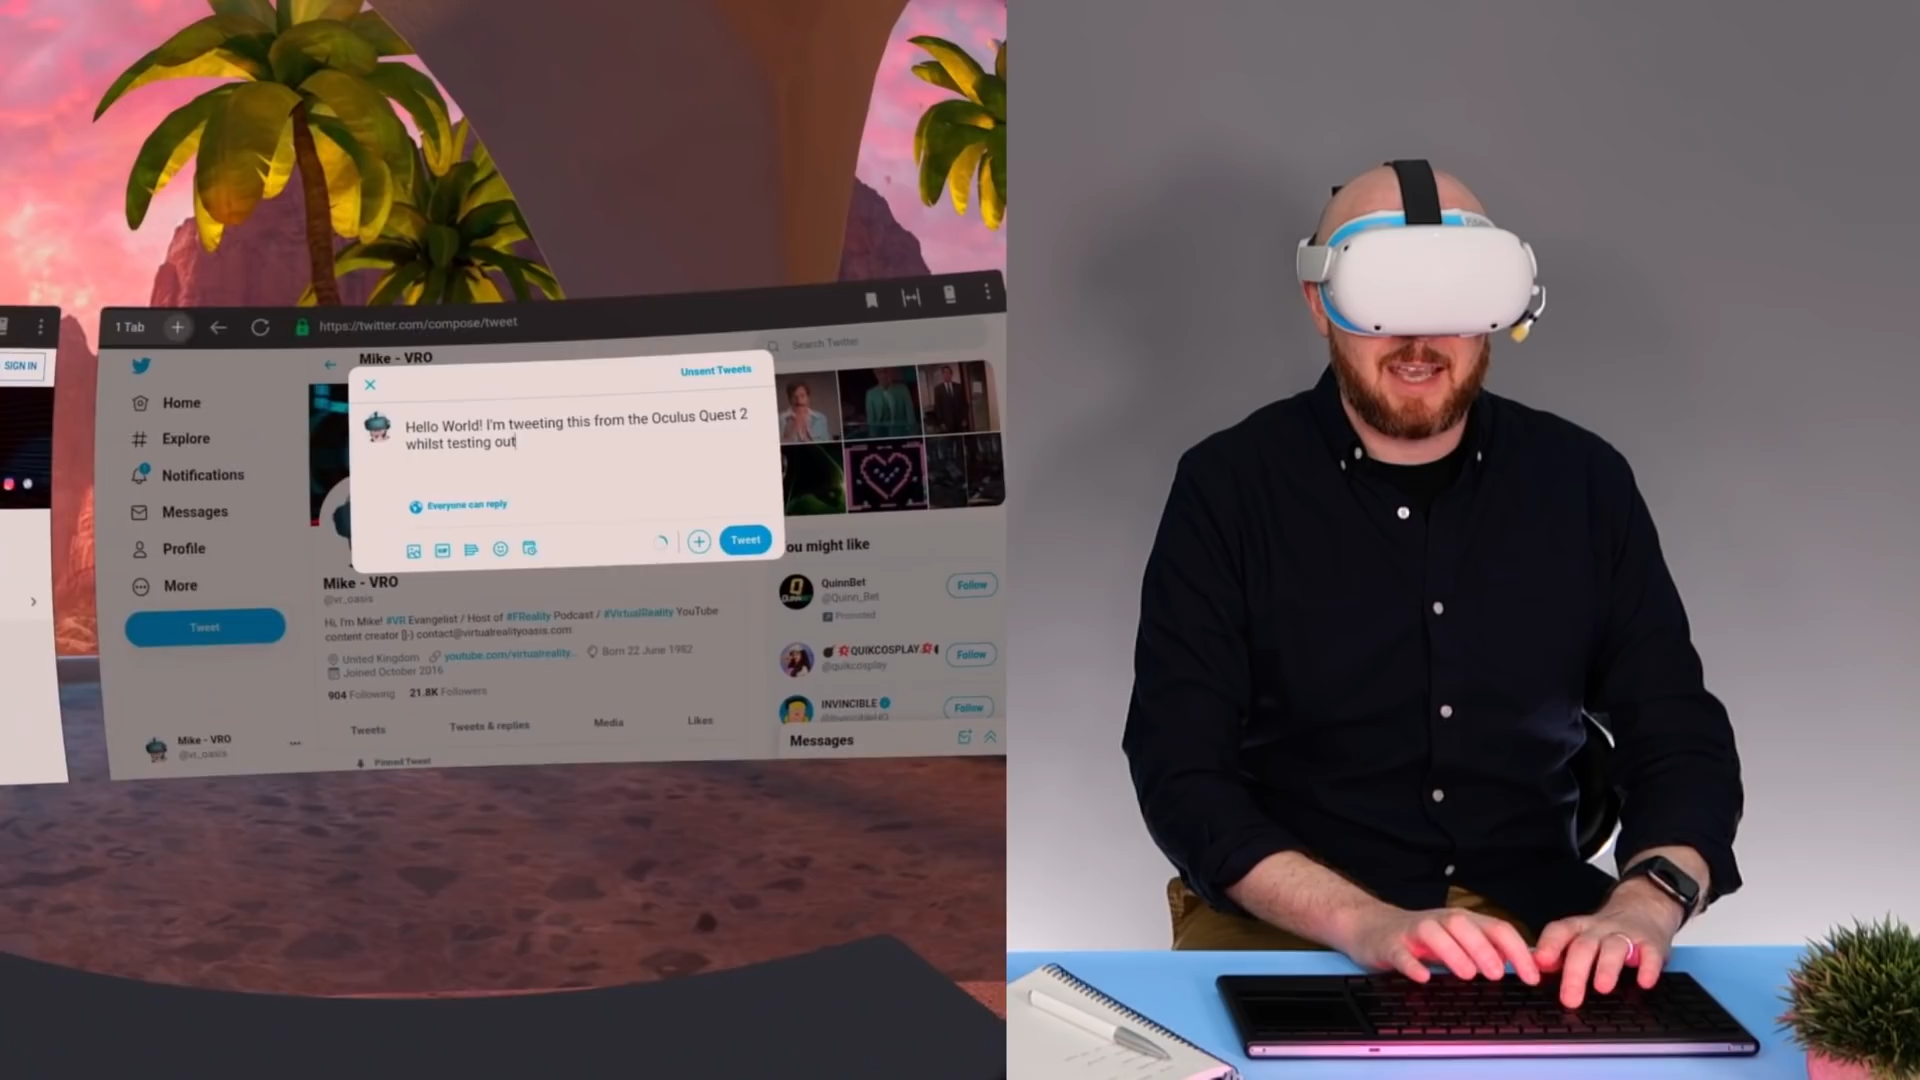 SIGN IN
1 Tab
https://twitter.com/compose/tweet
Home
Explore
Notifications
Messages
Profile
More
Tweet
Mike - VRO
@vr_oasis
Mike - VRO
Unsent Tweets
Hello World! I'm tweeting this from the Oculus Quest 2
whilst testing out
Everyone can reply
GIF
Tweet
Mike - VRO
@vr_oasis
Hi, I'm Mike! #VR Evangelist / Host of #FReality Podcast / #VirtualReality YouTube
content creator [|-) contact@virtualrealityoasis.com
United Kingdom youtube.com/virtualreality... Born 22 June 1982
Joined October 2016
904 Following 21.8K Followers
Tweets Tweets & replies Media Likes
Pinned Tweet
Search Twitter
ou might like
QuinnBet
@Quinn_Bet
Promoted
Follow
QUIKCOSPLAY
@quikcosplay
Follow
INVINCIBLE
Follow
Messages